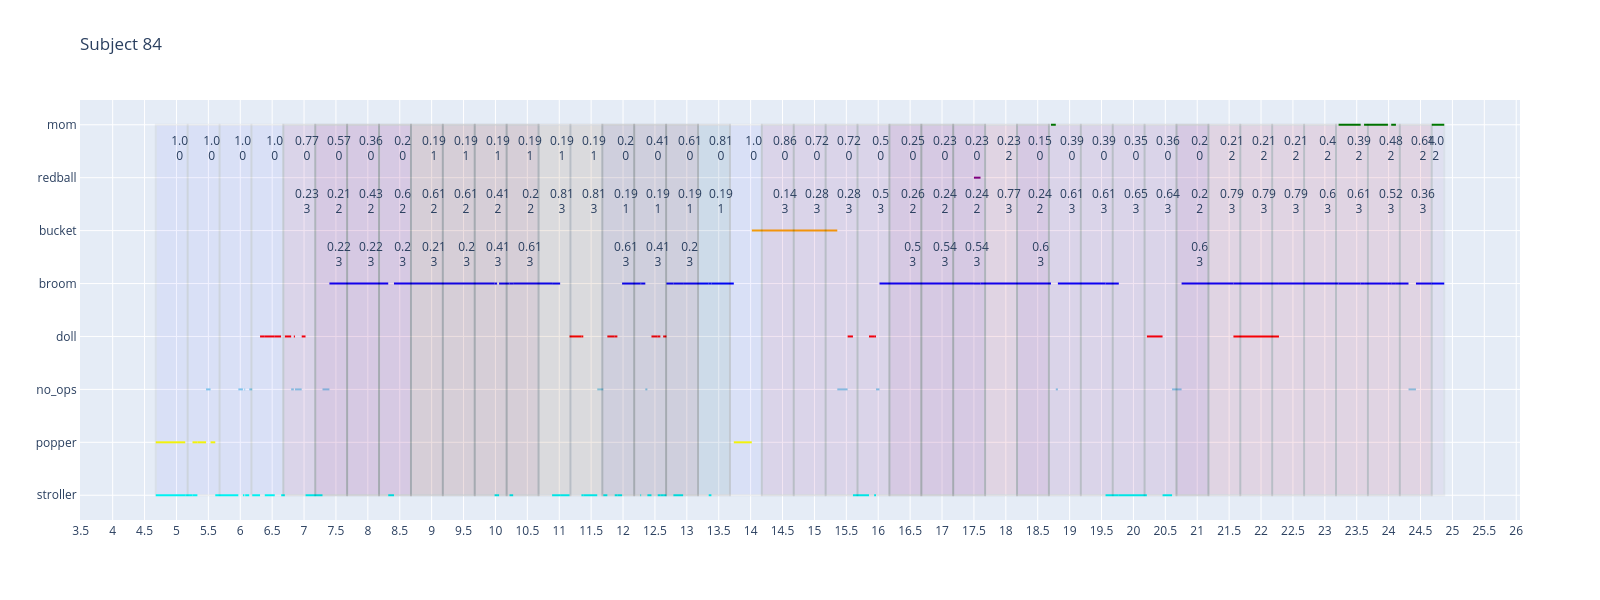 Subject 84
mom
1.0 1.0 1.0 1.0 0.77 0.57 0.36 0.2 0.19 0.19 0.19 0.19 0.19 0.19 0.2 0.41 0.61 0.81 1.0 0.86 0.72 0.72 0.5 0.25 0.23 0.23 0.23 0.15 0.39 0.39 0.35 0.36 0.2 0.21 0.21 0.21 0.4 0.39 0.48 0.64 1.0
0 0 0 0 0 0 0 0 1 1 1 1 1 1 0 0 0 0 0 0 0 0 0 0 0 0 2 0 0 0 0 0 0 2 2 2 2 2 2 2 2
redball
0.23 0.21 0.43 0.6 0.61 0.61 0.41 0.2 0.81 0.81 0.19 0.19 0.19 0.19 0.14 0.28 0.28 0.5 0.26 0.24 0.24 0.77 0.24 0.61 0.61 0.65 0.64 0.2 0.79 0.79 0.79 0.6 0.61 0.52 0.36
3 2 2 2 2 2 2 2 3 3 1 1 1 1 3 3 3 3 2 2 2 3 2 3 3 3 3 2 3 3 3 3 3 3 3
bucket
0.22 0.22 0.2 0.21 0.2 0.41 0.61 0.61 0.41 0.2 0.5 0.54 0.54 0.6 0.6
3 3 3 3 3 3 3 3 3 3 3 3 3 3 3
broom
doll
no_ops
popper
stroller
3.5 4 4.5 5 5.5 6 6.5 7 7.5 8 8.5 9 9.5 10 10.5 11 11.5 12 12.5 13 13.5 14 14.5 15 15.5 16 16.5 17 17.5 18 18.5 19 19.5 20 20.5 21 21.5 22 22.5 23 23.5 24 24.5 25 25.5 26